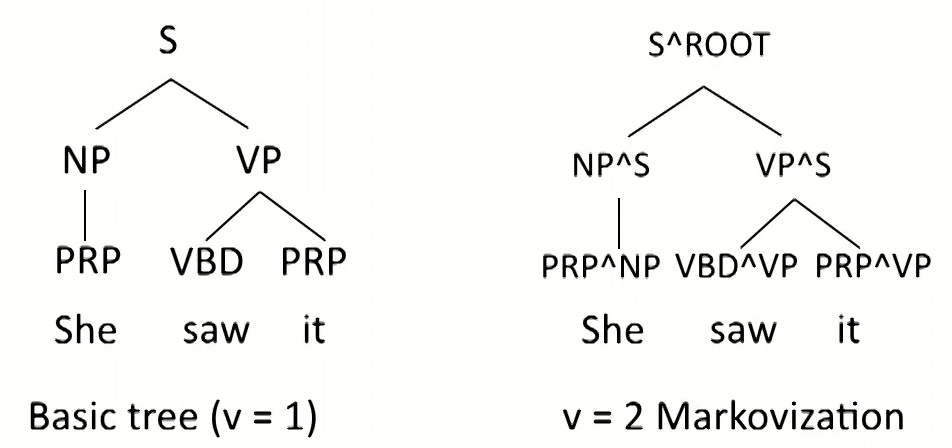 S
NP VP
PRP VBD PRP
She saw it
Basic tree (v = 1)
S^ROOT
NP^S VP^S
PRP^NP VBD^VP PRP^VP
She saw it
v = 2 Markovization